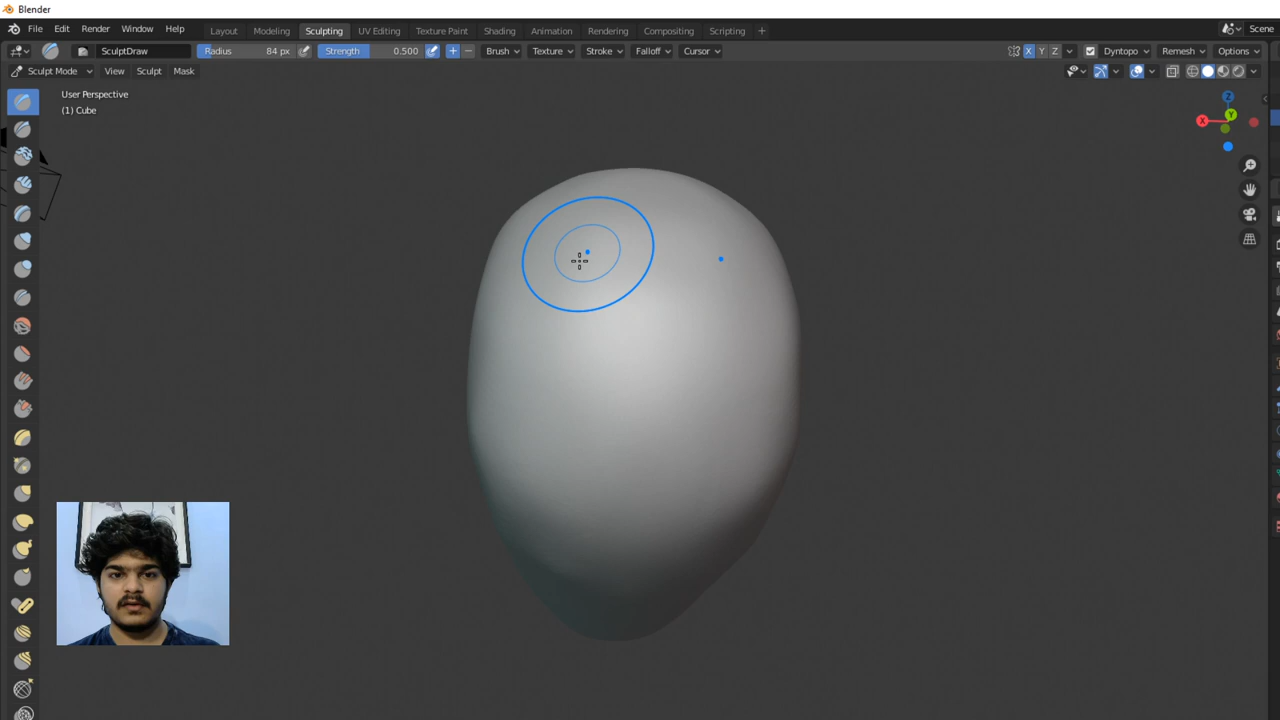 Blender
File Edit Render Window Help Layout Modeling Sculpting UV Editing Texture Paint Shading Animation Rendering Compositing Scripting + Scene
SculptDraw Radius 84 px Strength 0.500 Brush Texture Stroke Falloff Cursor X Y Z Dyntopo Remesh Options
Sculpt Mode View Sculpt Mask
User Perspective
(1) Cube
Z
Y
X